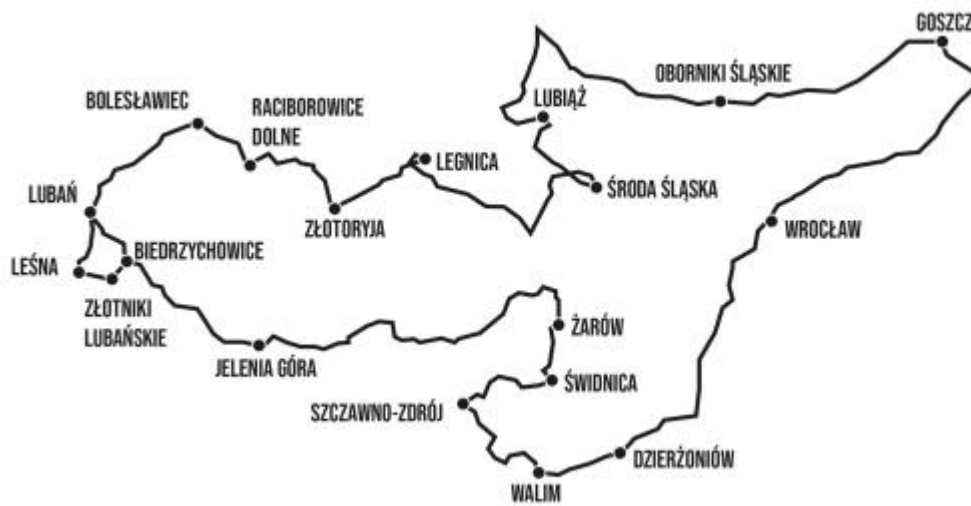 GOSZCZ
OBORNIKI ŚLĄSKIE
LUBIĄŻ
BOLESŁAWIEC
RACIBOROWICE
DOLNE
LEGNICA
ŚRODA ŚLĄSKA
LUBAŃ
ZŁOTORYJA
WROCŁAW
BIEDRZYCHOWICE
LEŚNA
ZŁOTNIKI
LUBAŃSKIE
ŻARÓW
JELENIA GÓRA
ŚWIDNICA
SZCZAWNO-ZDRÓJ
DZIERŻONIÓW
WALIM